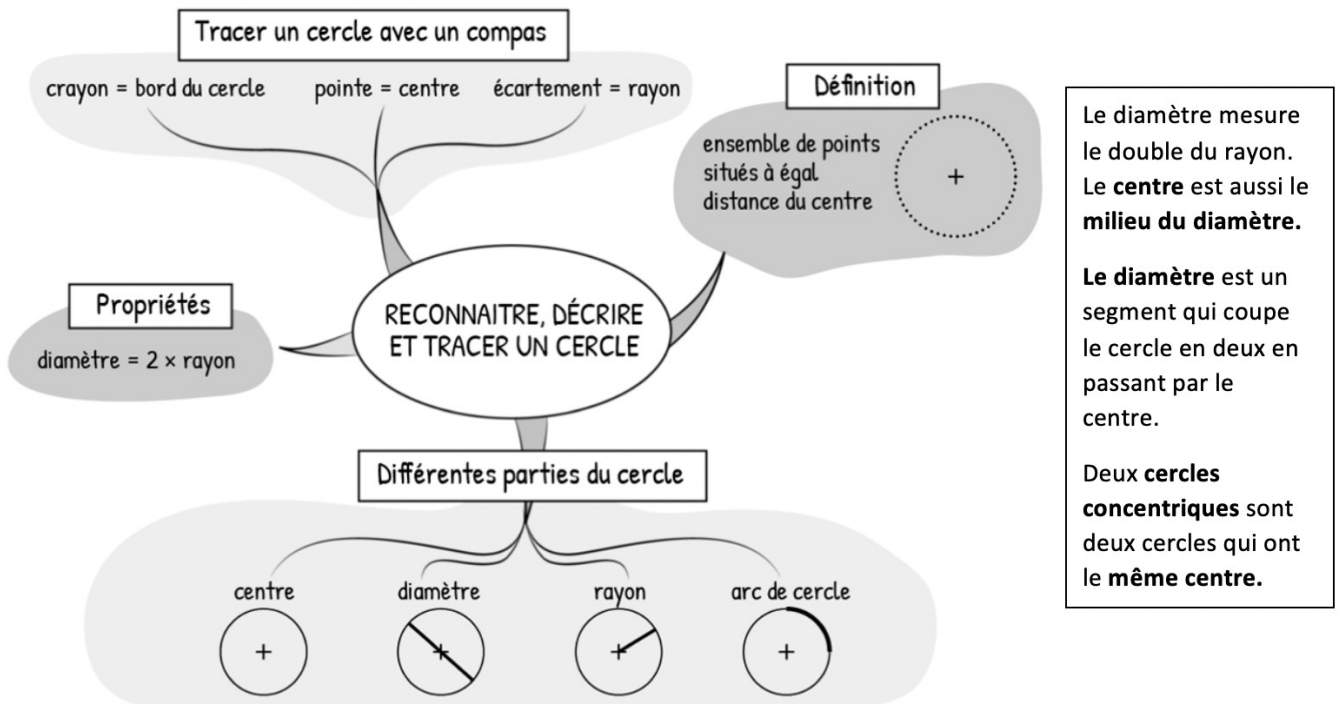 Tracer un cercle avec un compas
crayon = bord du cercle pointe = centre écartement = rayon
Définition
ensemble de points
situés à égal
distance du centre
Propriétés
diamètre = 2 × rayon
RECONNAITRE, DÉCRIRE
ET TRACER UN CERCLE
Différentes parties du cercle
centre diamètre rayon arc de cercle
Le diamètre mesure
le double du rayon.
Le centre est aussi le
milieu du diamètre.
Le diamètre est un
segment qui coupe
le cercle en deux en
passant par le
centre.
Deux cercles
concentriques sont
deux cercles qui ont
le même centre.